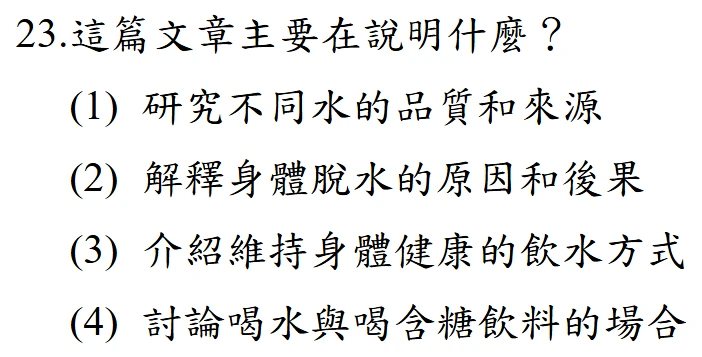 23.這篇文章主要在說明什麼？
(1) 研究不同水的品質和來源
(2) 解釋身體脫水的原因和後果
(3) 介紹維持身體健康的飲水方式
(4) 討論喝水與喝含糖飲料的場合